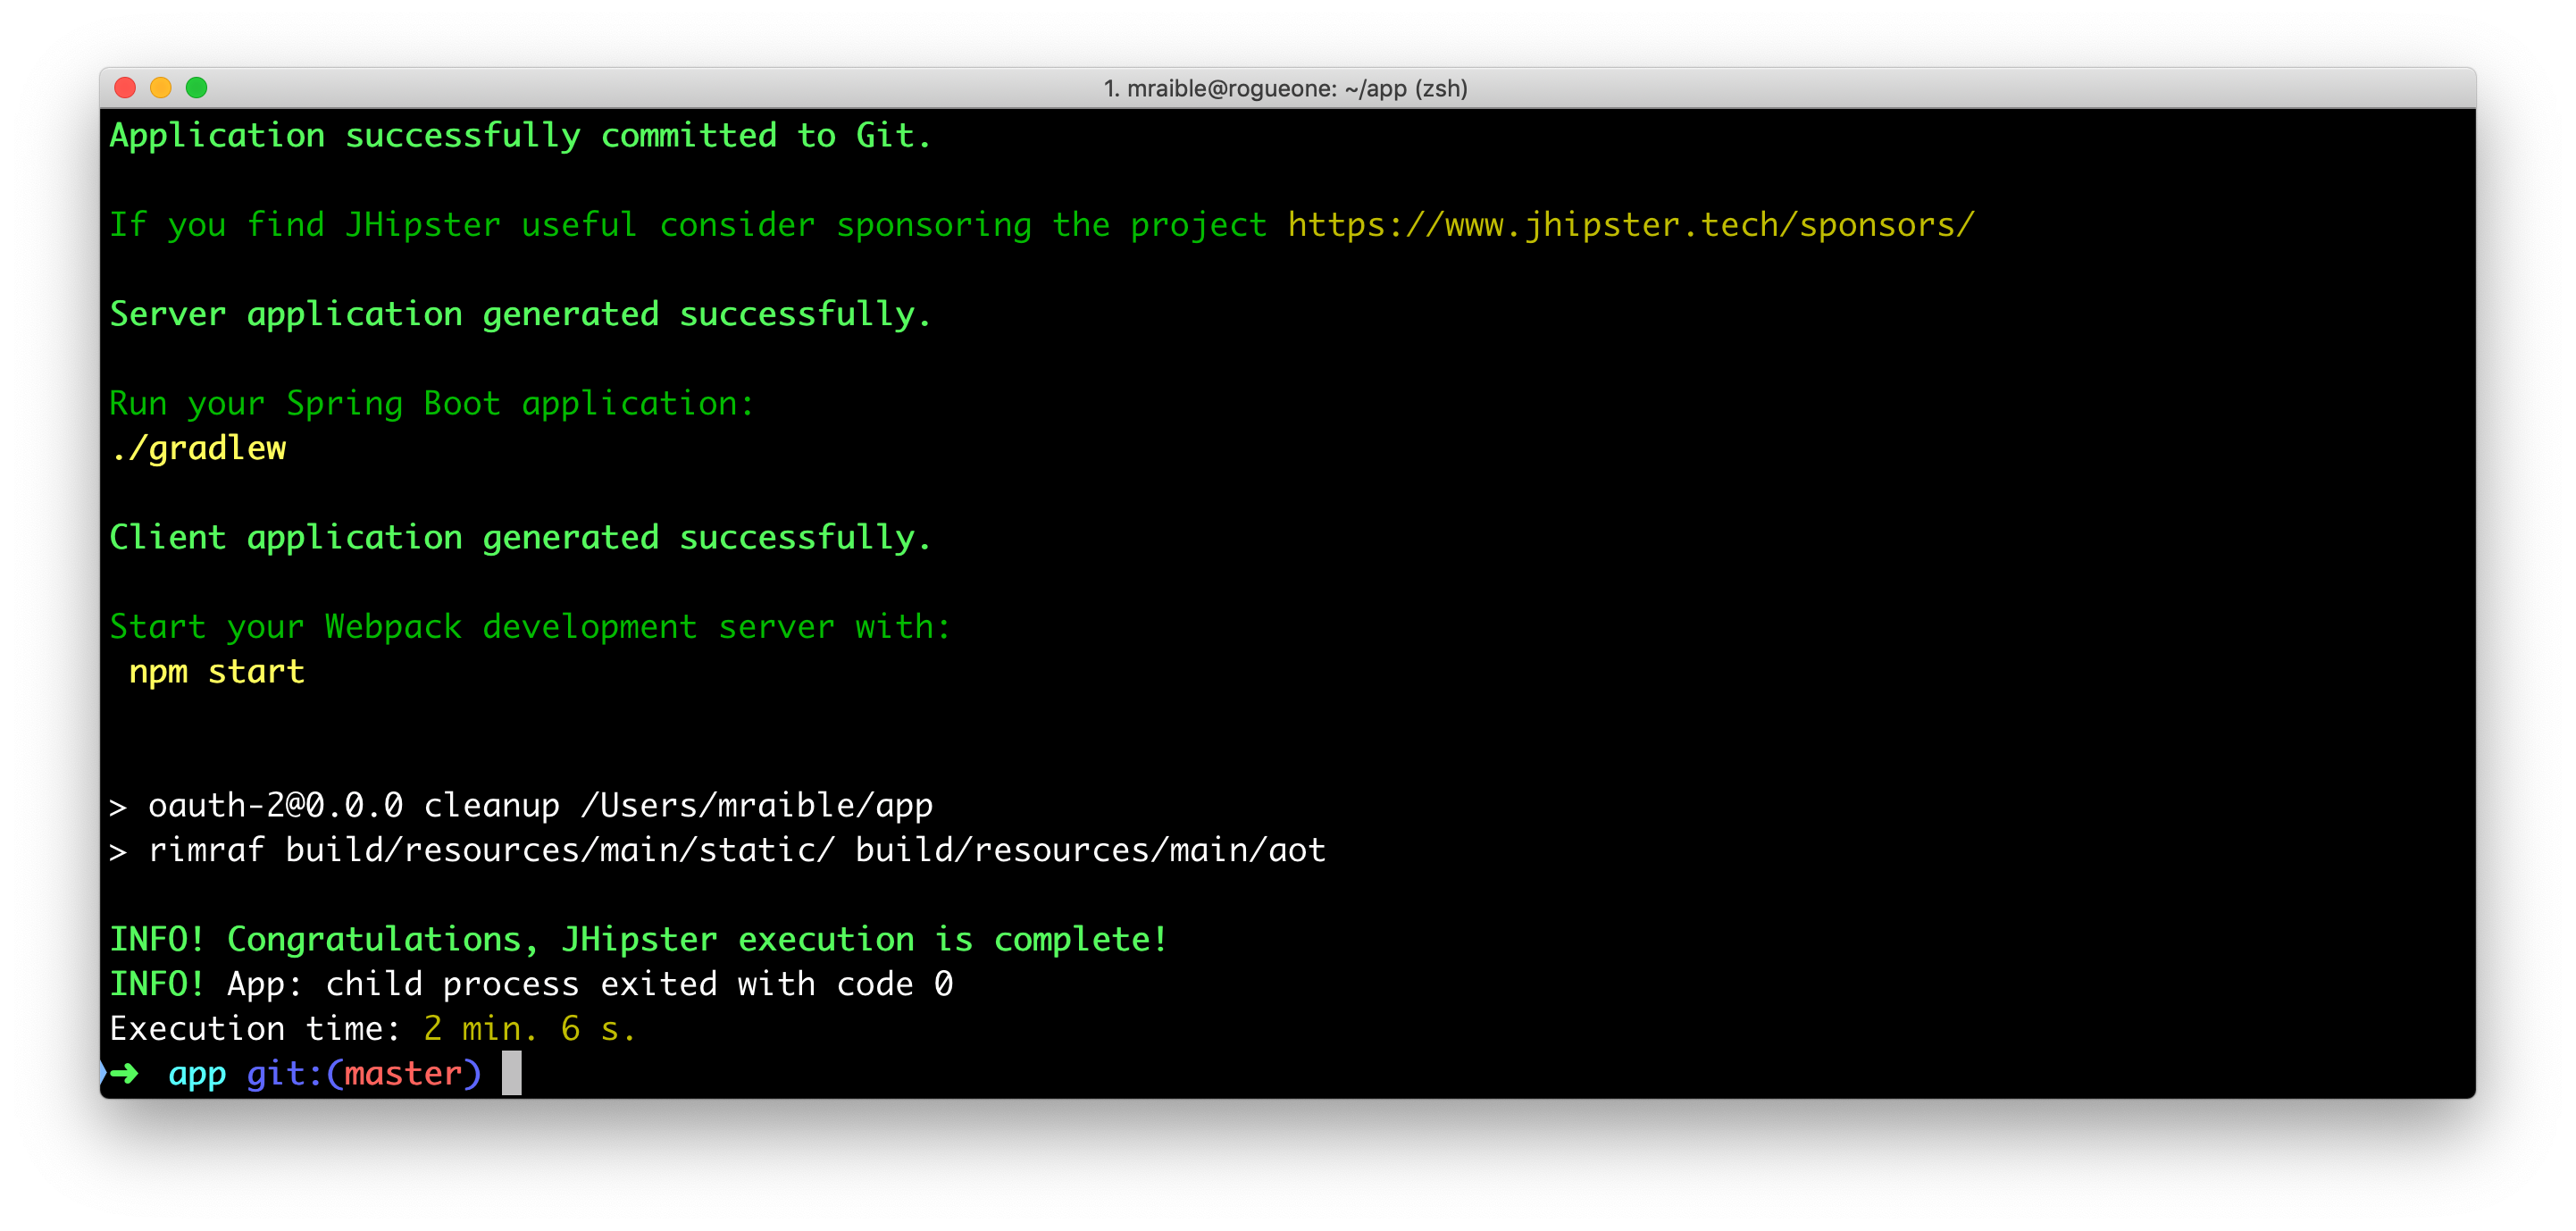 1. mraible@rogueone: ~/app (zsh)
Application successfully committed to Git.
If you find JHipster useful consider sponsoring the project https://www.jhipster.tech/sponsors/
Server application generated successfully.
Run your Spring Boot application:
./gradlew
Client application generated successfully.
Start your Webpack development server with:
npm start
> oauth-2@0.0.0 cleanup /Users/mraible/app
> rimraf build/resources/main/static/ build/resources/main/aot
INFO! Congratulations, JHipster execution is complete!
INFO! App: child process exited with code 0
Execution time: 2 min. 6 s.
➜ app git:(master)